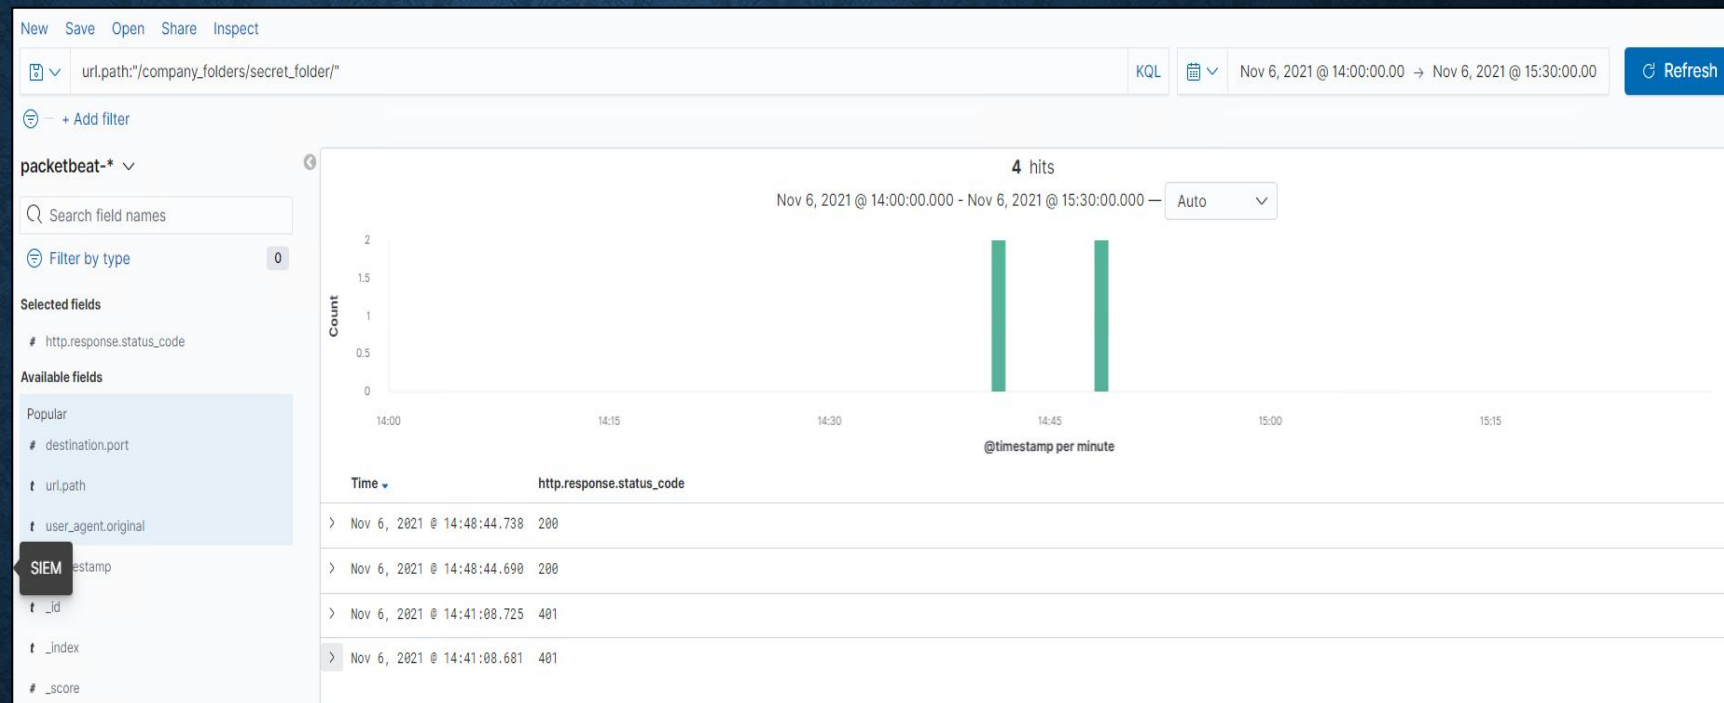 New Save Open Share Inspect
url.path:"/company_folders/secret_folder/" KQL Nov 6, 2021 @ 14:00:00.00 → Nov 6, 2021 @ 15:30:00.00 Refresh
+ Add filter
packetbeat-*
Search field names
Filter by type 0
Selected fields
# http.response.status_code
Available fields
Popular
# destination.port
t url.path
t user_agent.original
SIEM estamp
t _id
t _index
# _score
4 hits
Nov 6, 2021 @ 14:00:00.000 - Nov 6, 2021 @ 15:30:00.000 — Auto
2
1.5
1
0.5
0
Count
14:00 14:15 14:30 14:45 15:00 15:15
@timestamp per minute
Time http.response.status_code
> Nov 6, 2021 @ 14:48:44.738 200
> Nov 6, 2021 @ 14:48:44.690 200
> Nov 6, 2021 @ 14:41:08.725 401
> Nov 6, 2021 @ 14:41:08.681 401